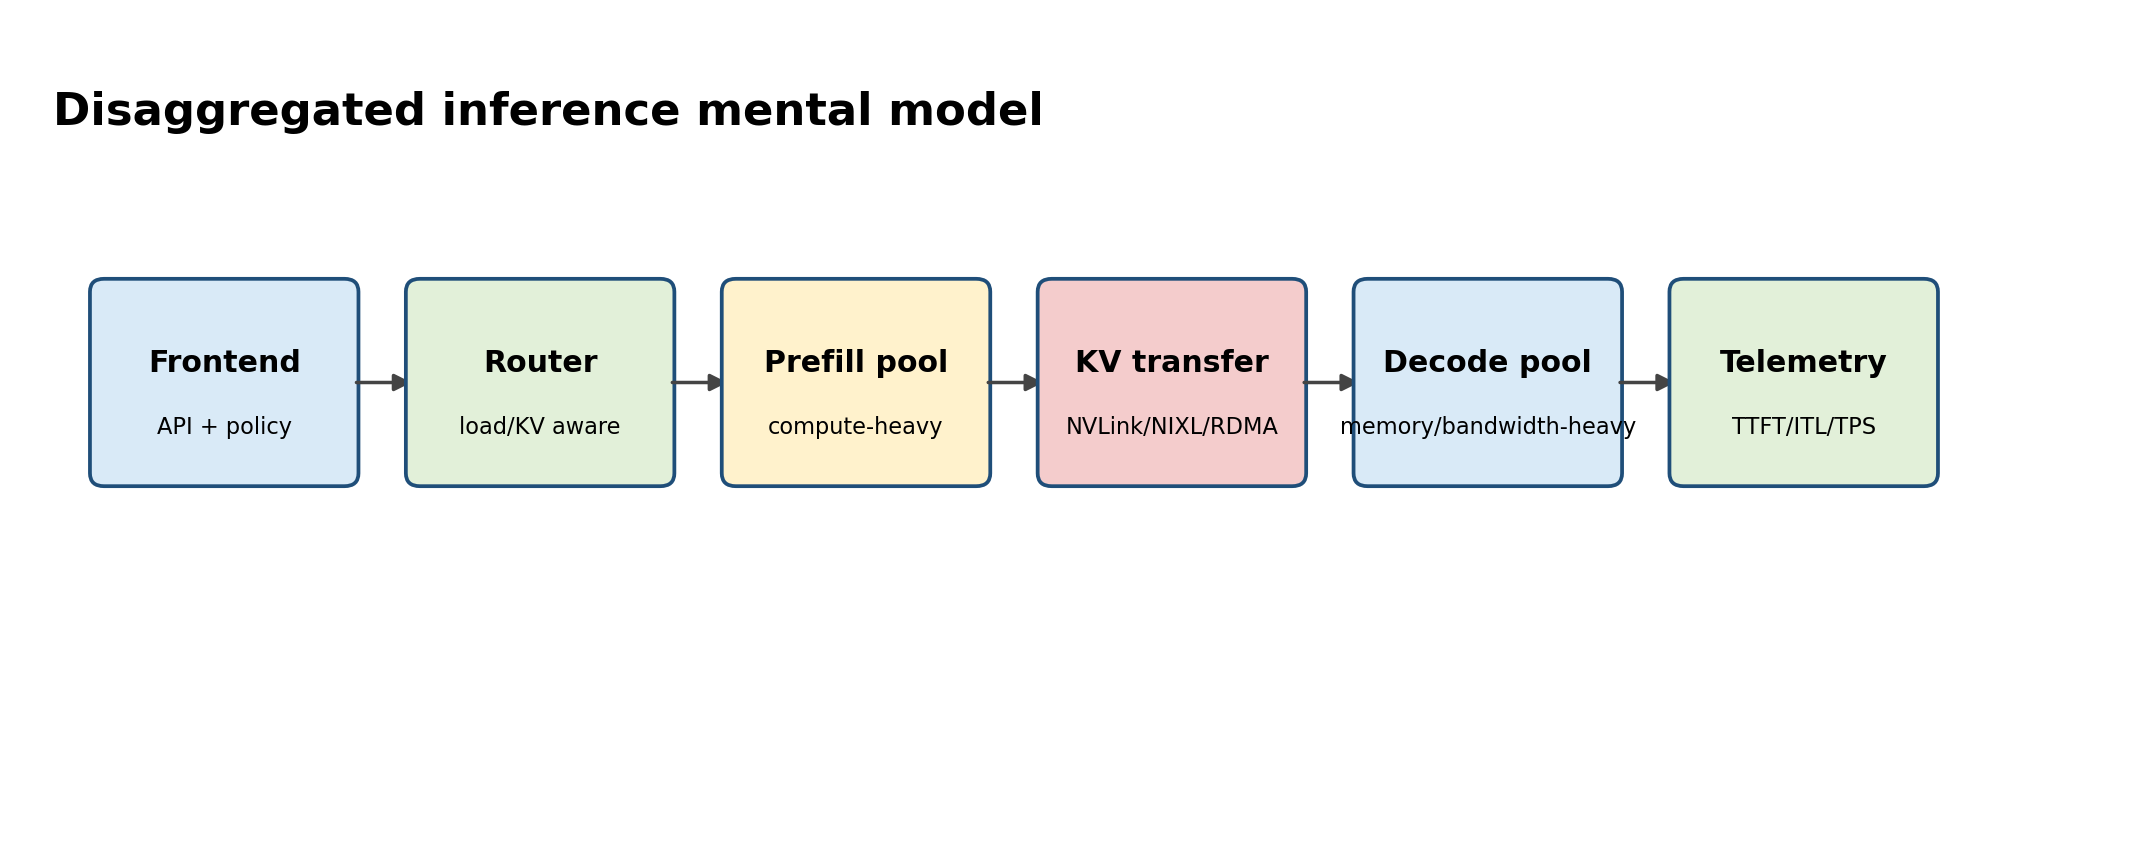 Disaggregated inference mental model
Frontend
API + policy
Router
load/KV aware
Prefill pool
compute-heavy
KV transfer
NVLink/NIXL/RDMA
Decode pool
memory/bandwidth-heavy
Telemetry
TTFT/ITL/TPS